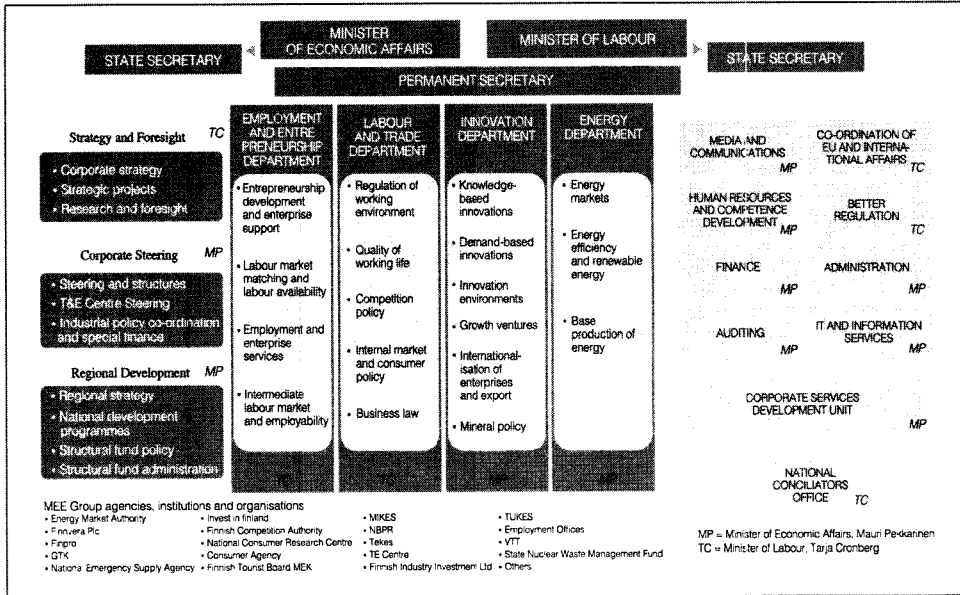 MINISTER
OF ECONOMIC AFFAIRS
MINISTER OF LABOUR
STATE SECRETARY
STATE SECRETARY
PERMANENT SECRETARY
Strategy and Foresight TC
• Corporate strategy
• Strategic projects
• Research and foresight
Corporate Steering MP
• Steering and structures
• T&E Centre Steering
• Industrial policy co-ordination
and special finance
Regional Development MP
• Regional strategy
• National development
programmes
• Structural fund policy
• Structural fund administration
EMPLOYMENT
AND ENTRE
PRENEURSHIP
DEPARTMENT
• Entrepreneurship
development
and enterprise
support
• Labour market
matching and
labour availability
• Employment and
enterprise
services
• Intermediate
labour market
and employability
TC
LABOUR
AND TRADE
DEPARTMENT
• Regulation of
working
environment
• Quality of
working life
• Competition
policy
• Internal market
and consumer
policy
• Business law
TC
INNOVATION
DEPARTMENT
• Knowledge-
based
innovations
• Demand-based
innovations
• Innovation
environments
• Growth ventures
• International-
isation of
enterprises
and export
• Mineral policy
MP
ENERGY
DEPARTMENT
• Energy
markets
• Energy
efficiency
and renewable
energy
• Base
production of
energy
MP
MEDIA AND
COMMUNICATIONS
MP
CO-ORDINATION OF
EU AND INTERNA-
TIONAL AFFAIRS
TC
HUMAN RESOURCES
AND COMPETENCE
DEVELOPMENT
MP
BETTER
REGULATION
TC
FINANCE
MP
ADMINISTRATION
MP
AUDITING
MP
IT AND INFORMATION
SERVICES
MP
CORPORATE SERVICES
DEVELOPMENT UNIT
MP
NATIONAL
CONCILIATORS
OFFICE TC
MEE Group agencies, institutions and organisations
• Energy Market Authority
• Finnvera Plc
• Finpro
• GTK
• National Emergency Supply Agency
• Invest in finland
• Finnish Competition Authority
• National Consumer Research Centre
• Consumer Agency
• Finnish Tourist Board MEK
• MIKES
• NBPR
• Tekes
• TE Centre
• Finnish Industry Investment Ltd
• TUKES
• Employment Offices
• VTT
• State Nuclear Waste Management Fund
• Others
MP = Minister of Economic Affairs, Mauri Pekkarinen
TC = Minister of Labour, Tarja Cronberg